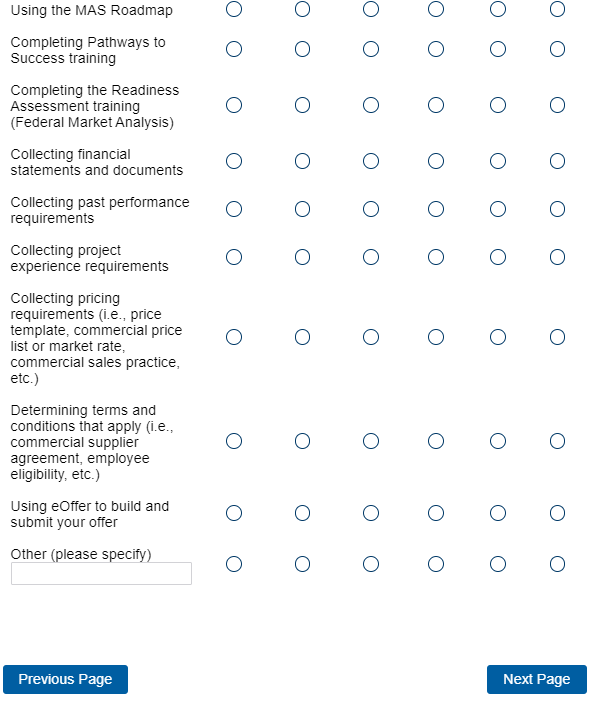 Using the MAS Roadmap
Completing Pathways to
Success training
Completing the Readiness
Assessment training
(Federal Market Analysis)
Collecting financial
statements and documents
Collecting past performance
requirements
Collecting project
experience requirements
Collecting pricing
requirements (i.e., price
template, commercial price
list or market rate,
commercial sales practice,
etc.)
Determining terms and
conditions that apply (i.e.,
commercial supplier
agreement, employee
eligibility, etc.)
Using eOffer to build and
submit your offer
Other (please specify)
Previous Page
Next Page